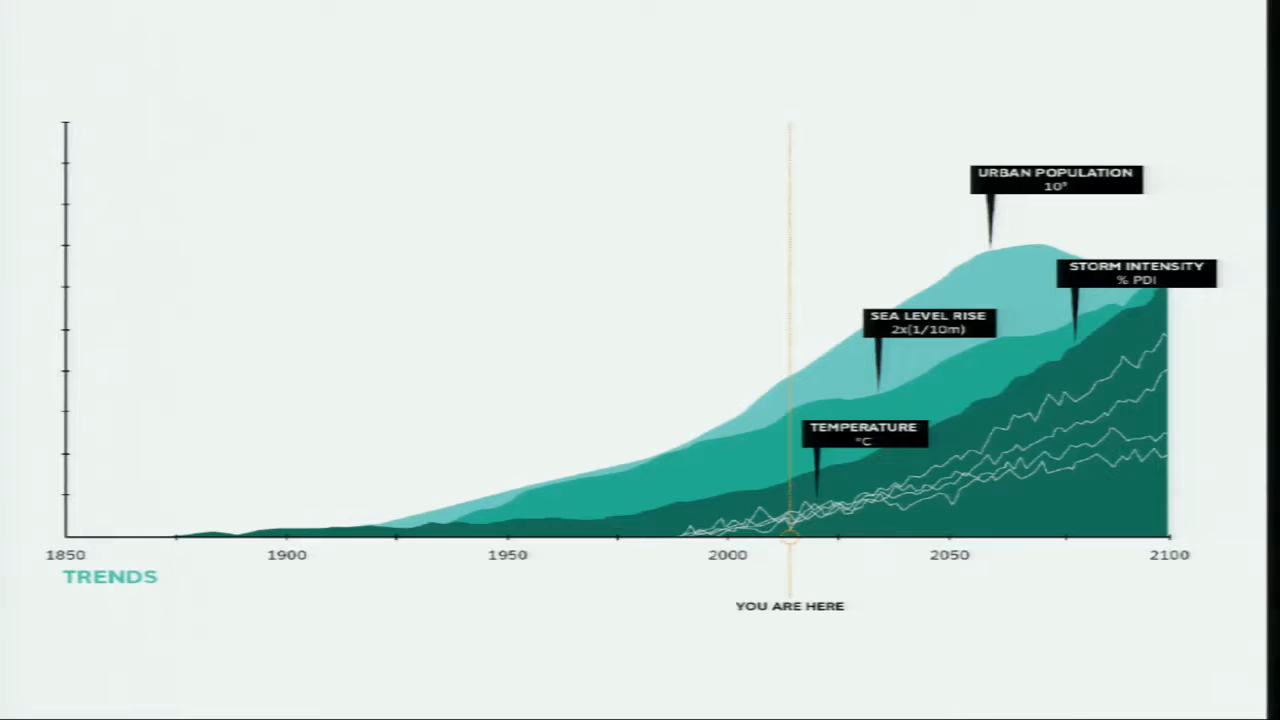 URBAN POPULATION
10⁹
STORM INTENSITY
% PDI
SEA LEVEL RISE
2x(1/10m)
TEMPERATURE
°C
1850 1900 1950 2000 2050 2100
TRENDS
YOU ARE HERE